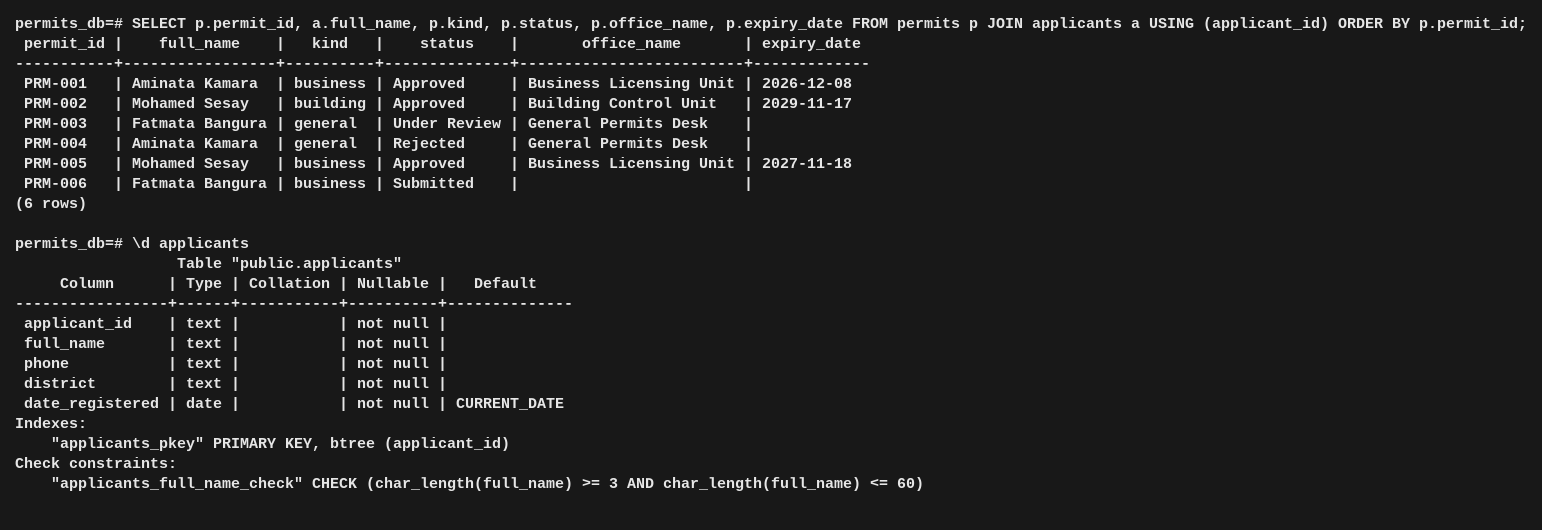 permits_db=# SELECT p.permit_id, a.full_name, p.kind, p.status, p.office_name, p.expiry_date FROM permits p JOIN applicants a USING (applicant_id) ORDER BY p.permit_id;
 permit_id |    full_name    |   kind   |    status    |       office_name       | expiry_date
-----------+-----------------+----------+--------------+-------------------------+-------------
 PRM-001   | Aminata Kamara  | business | Approved     | Business Licensing Unit | 2026-12-08
 PRM-002   | Mohamed Sesay   | building | Approved     | Building Control Unit   | 2029-11-17
 PRM-003   | Fatmata Bangura | general  | Under Review | General Permits Desk    |
 PRM-004   | Aminata Kamara  | general  | Rejected     | General Permits Desk    |
 PRM-005   | Mohamed Sesay   | business | Approved     | Business Licensing Unit | 2027-11-18
 PRM-006   | Fatmata Bangura | business | Submitted    |                         |
(6 rows)

permits_db=# \d applicants
                  Table "public.applicants"
     Column      | Type | Collation | Nullable |   Default
-----------------+------+-----------+----------+--------------
 applicant_id    | text |           | not null |
 full_name       | text |           | not null |
 phone           | text |           | not null |
 district        | text |           | not null |
 date_registered | date |           | not null | CURRENT_DATE
Indexes:
    "applicants_pkey" PRIMARY KEY, btree (applicant_id)
Check constraints:
    "applicants_full_name_check" CHECK (char_length(full_name) >= 3 AND char_length(full_name) <= 60)